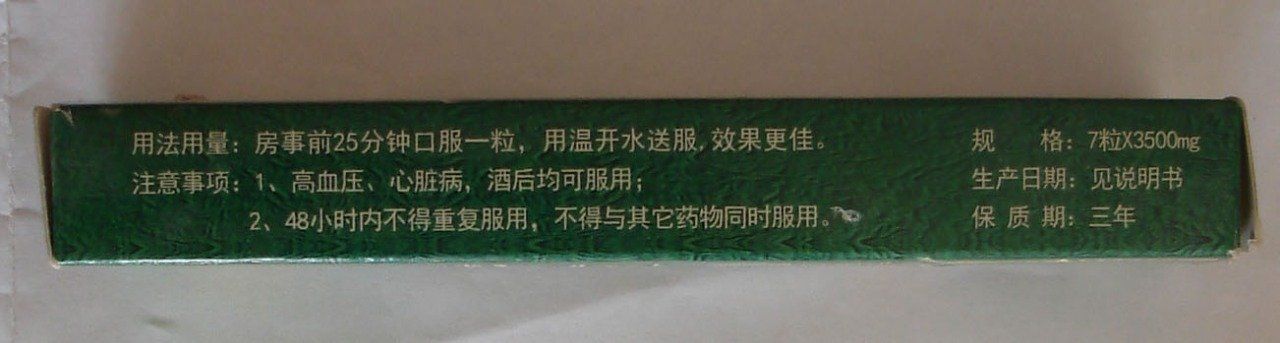 用法用量：房事前25分钟口服一粒，用温开水送服，效果更佳。
注意事项：1、高血压、心脏病，酒后均可服用；
2、48小时内不得重复服用，不得与其它药物同时服用。
规 格：7粒X3500mg
生产日期：见说明书
保 质 期：三年